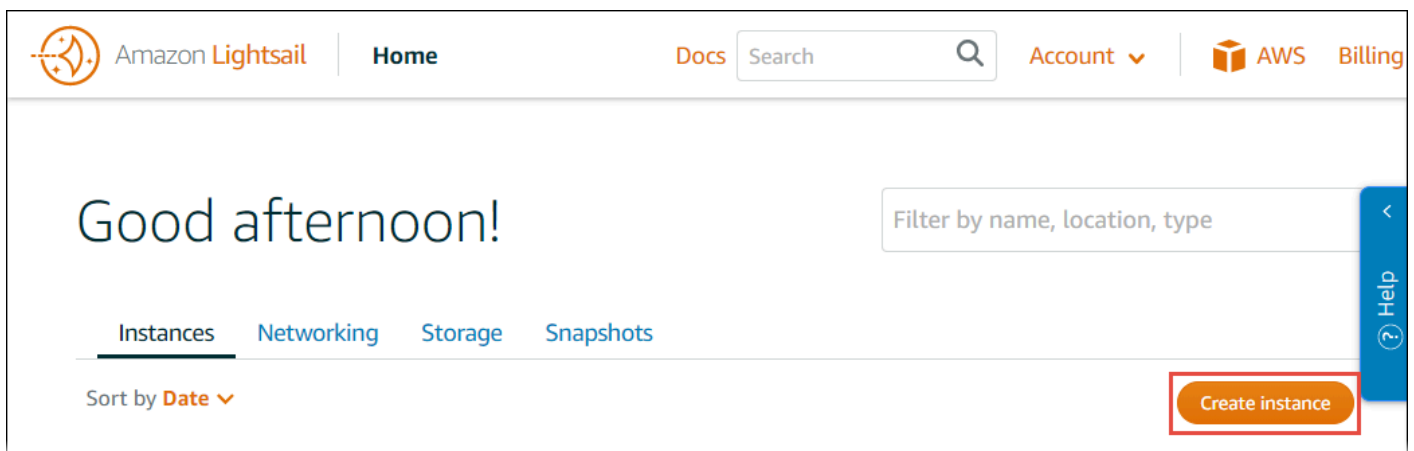 Amazon Lightsail Home Docs Search Account AWS Billing
Good afternoon!
Filter by name, location, type
Help
Instances Networking Storage Snapshots
Sort by Date
Create instance